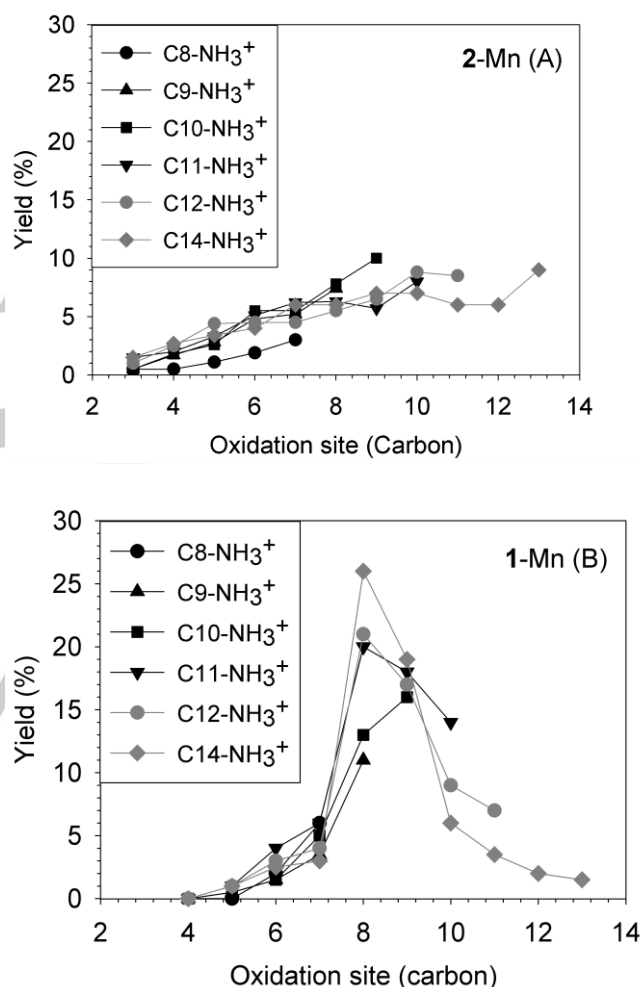 30
25
20
15
10
5
0
Yield (%)
C8-NH3+
C9-NH3+
C10-NH3+
C11-NH3+
C12-NH3+
C14-NH3+
2-Mn (A)
2 4 6 8 10 12 14
Oxidation site (Carbon)
30
25
20
15
10
5
0
Yield (%)
C8-NH3+
C9-NH3+
C10-NH3+
C11-NH3+
C12-NH3+
C14-NH3+
1-Mn (B)
2 4 6 8 10 12 14
Oxidation site (carbon)